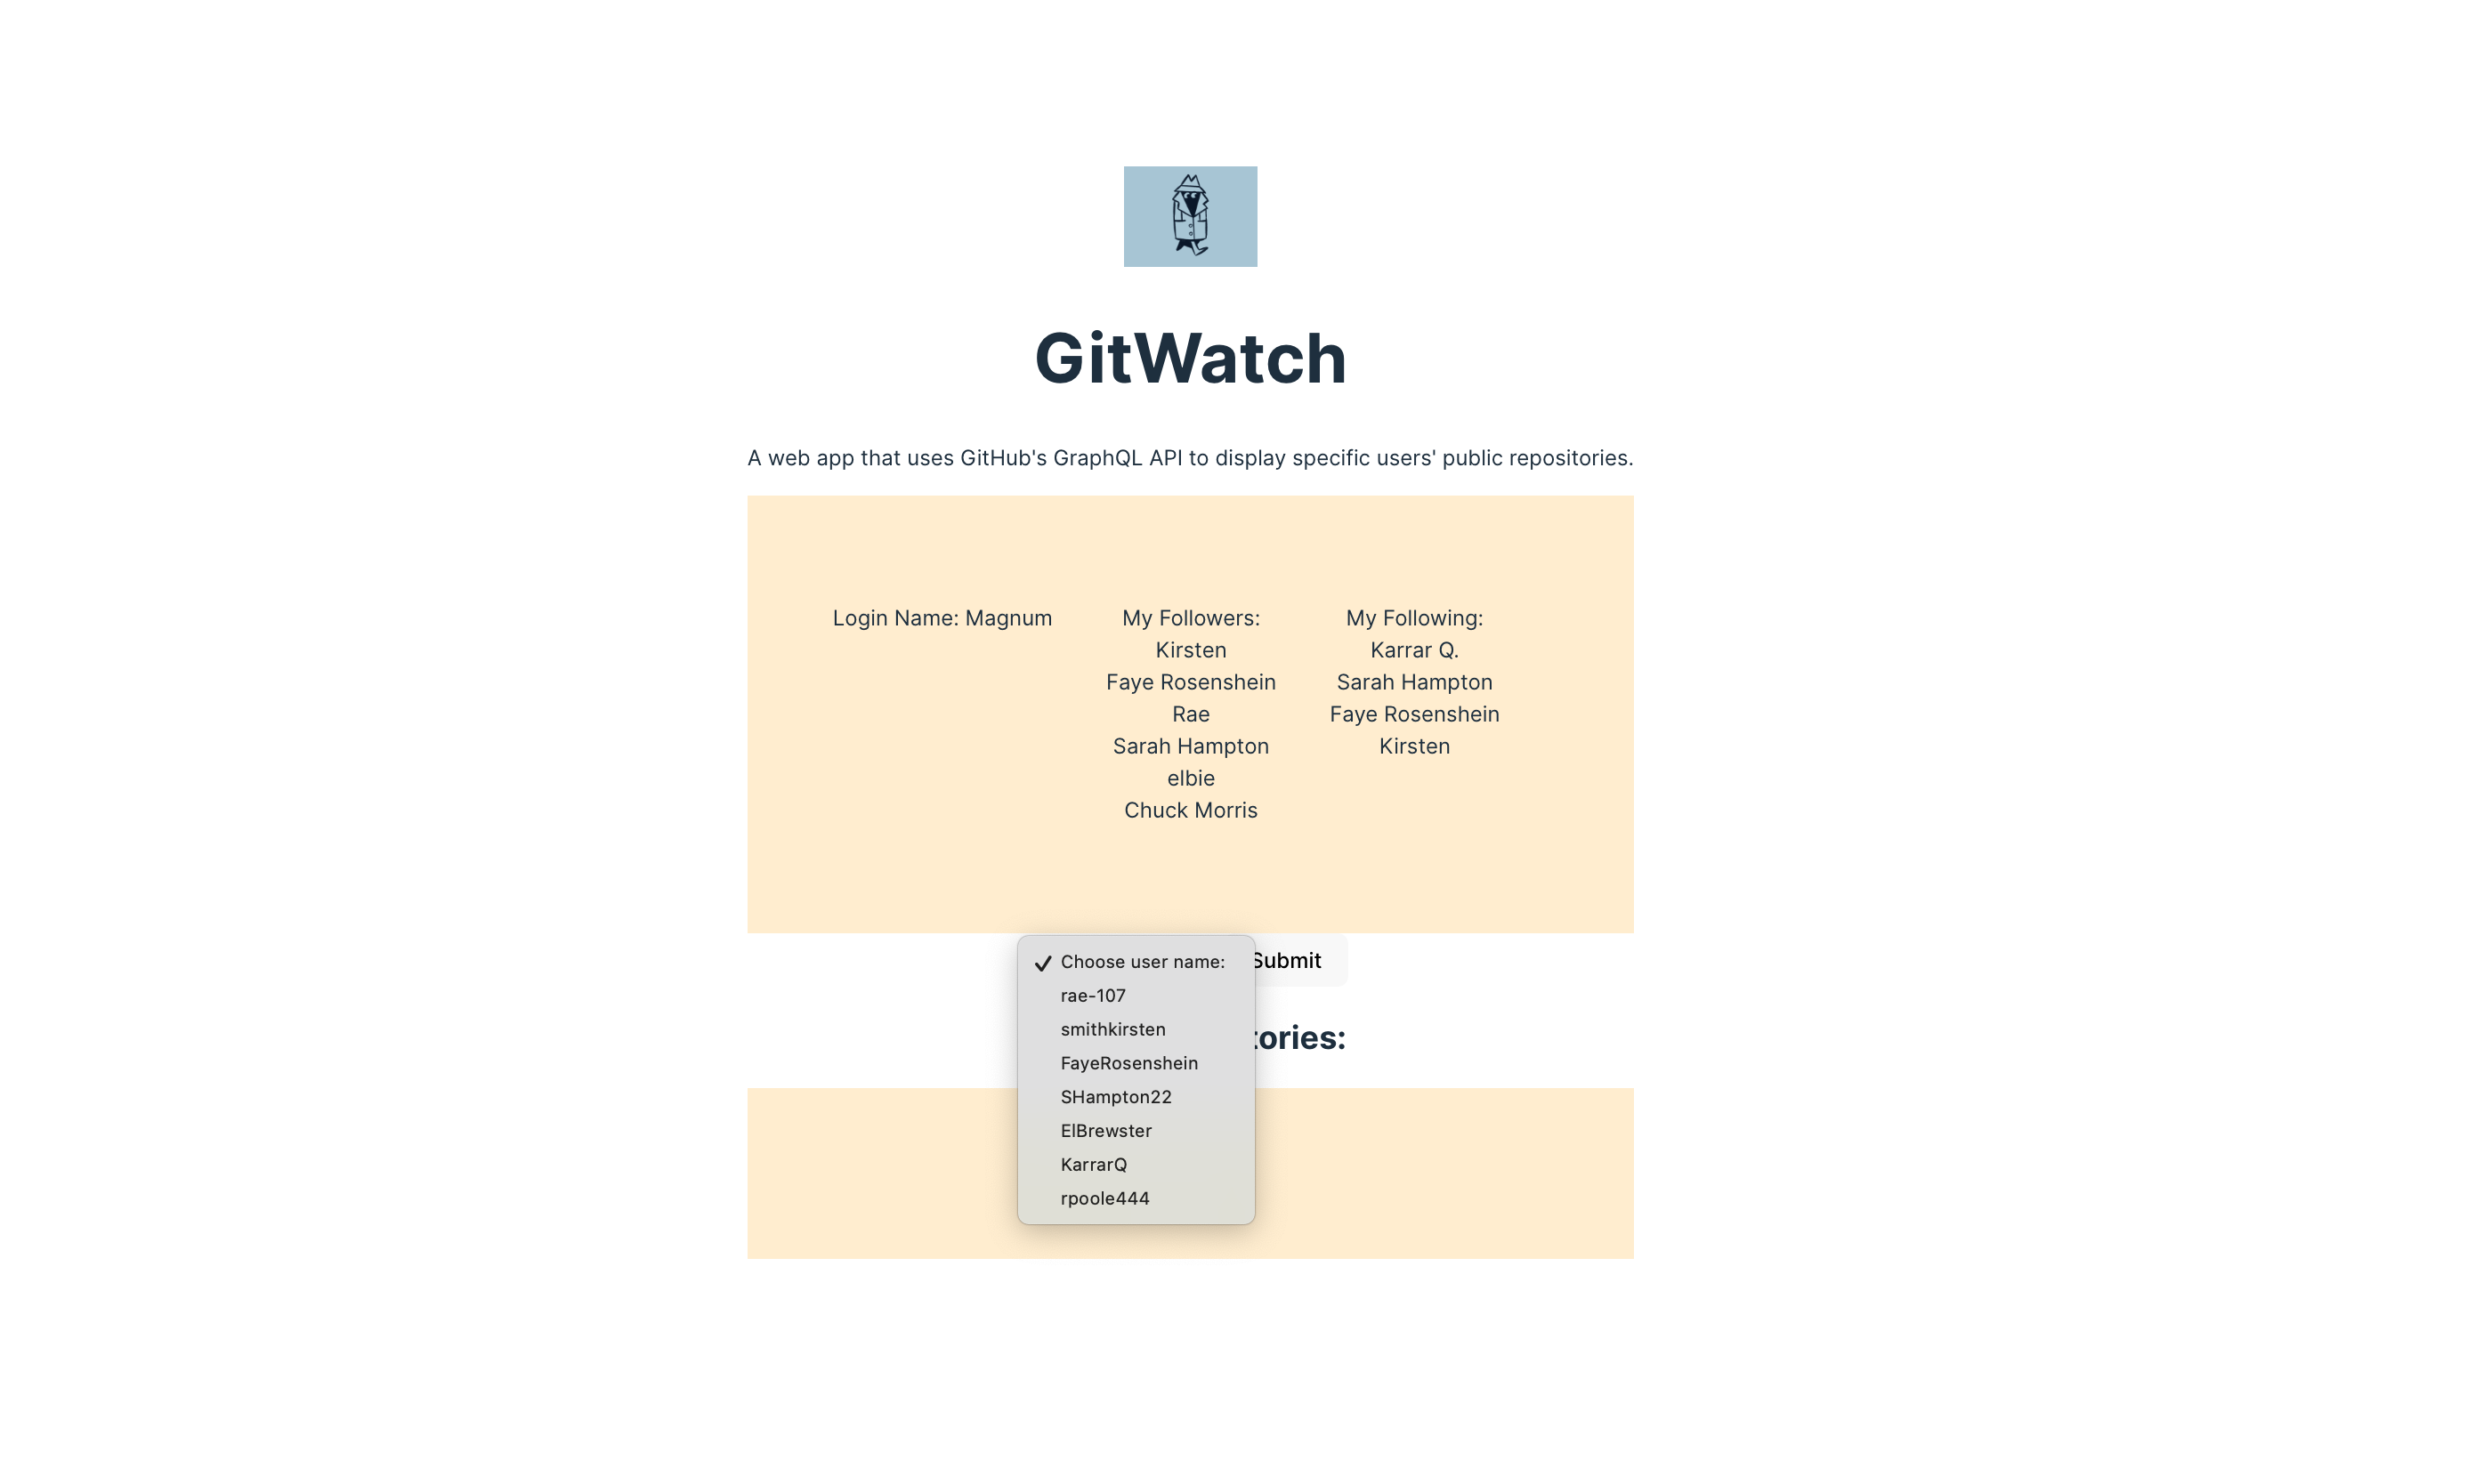 GitWatch
A web app that uses GitHub's GraphQL API to display specific users' public repositories.
Login Name: Magnum
My Followers:
Kirsten
Faye Rosenshein
Rae
Sarah Hampton
elbie
Chuck Morris
My Following:
Karrar Q.
Sarah Hampton
Faye Rosenshein
Kirsten
Choose user name:
rae-107
smithkirsten
FayeRosenshein
SHampton22
ElBrewster
KarrarQ
rpoole444
Submit